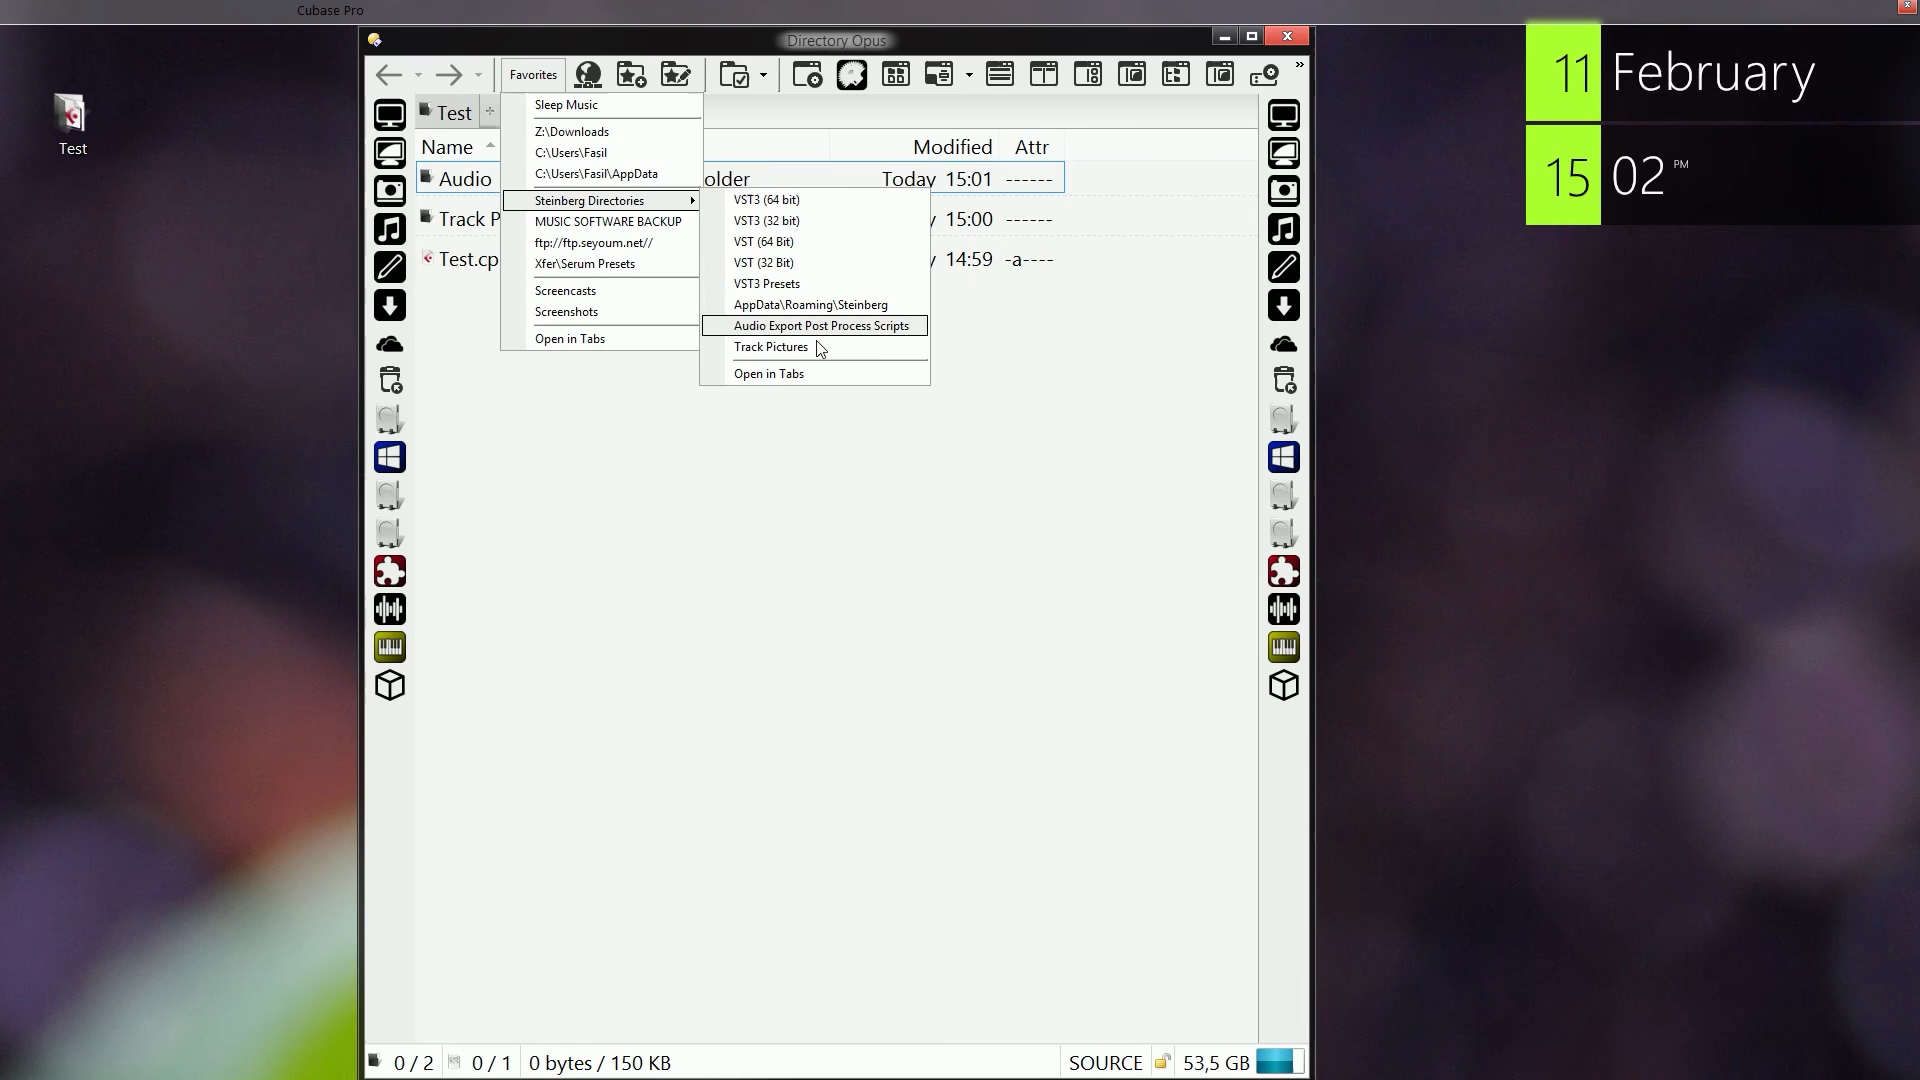 Cubase Pro
Directory Opus
Favorites
Test
Name
Modified
Attr
Audio
older
Today 15:01
------
Track P
y 15:00
------
Test.cp
y 14:59
-a----
Sleep Music
Z:\Downloads
C:\Users\Fasil
C:\Users\Fasil\AppData
Steinberg Directories
MUSIC SOFTWARE BACKUP
ftp://ftp.seyoum.net//
Xfer\Serum Presets
Screencasts
Screenshots
Open in Tabs
VST3 (64 bit)
VST3 (32 bit)
VST (64 Bit)
VST (32 Bit)
VST3 Presets
AppData\Roaming\Steinberg
Audio Export Post Process Scripts
Track Pictures
Open in Tabs
Test
11 February
15 02 PM
0 / 2
0 / 1
0 bytes / 150 KB
SOURCE
53,5 GB